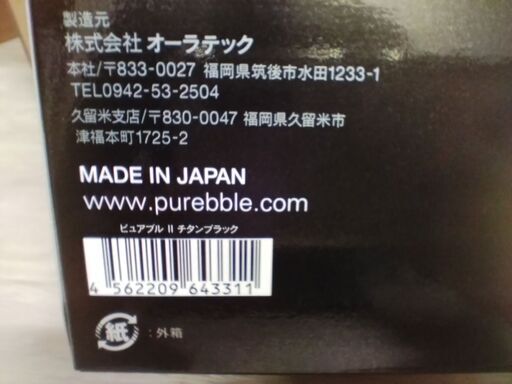 製造元
株式会社 オーラテック
本社/〒833-0027 福岡県筑後市水田1233-1
TEL0942-53-2504
久留米支店/〒830-0047 福岡県久留米市
津福本町1725-2
MADE IN JAPAN
www.purebble.com
ピュアブル II チタンブラック
4 562209 643311
紙 :外箱